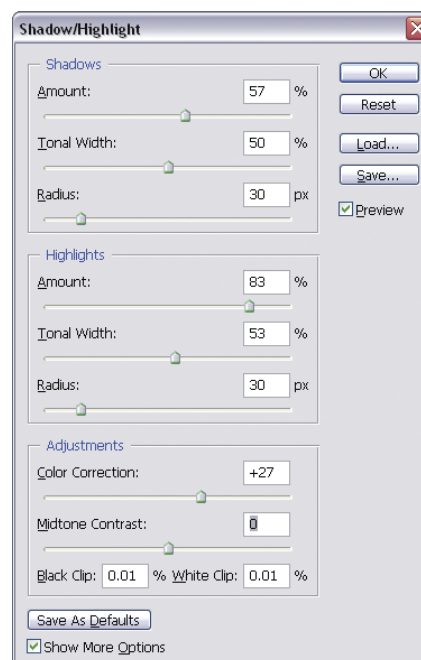 Shadow/Highlight
Shadows
Amount: 57 %
Tonal Width: 50 %
Radius: 30 px
OK
Reset
Load...
Save...
Preview
Highlights
Amount: 83 %
Tonal Width: 53 %
Radius: 30 px
Adjustments
Color Correction: +27
Midtone Contrast: 0
Black Clip: 0.01 % White Clip: 0.01 %
Save As Defaults
Show More Options